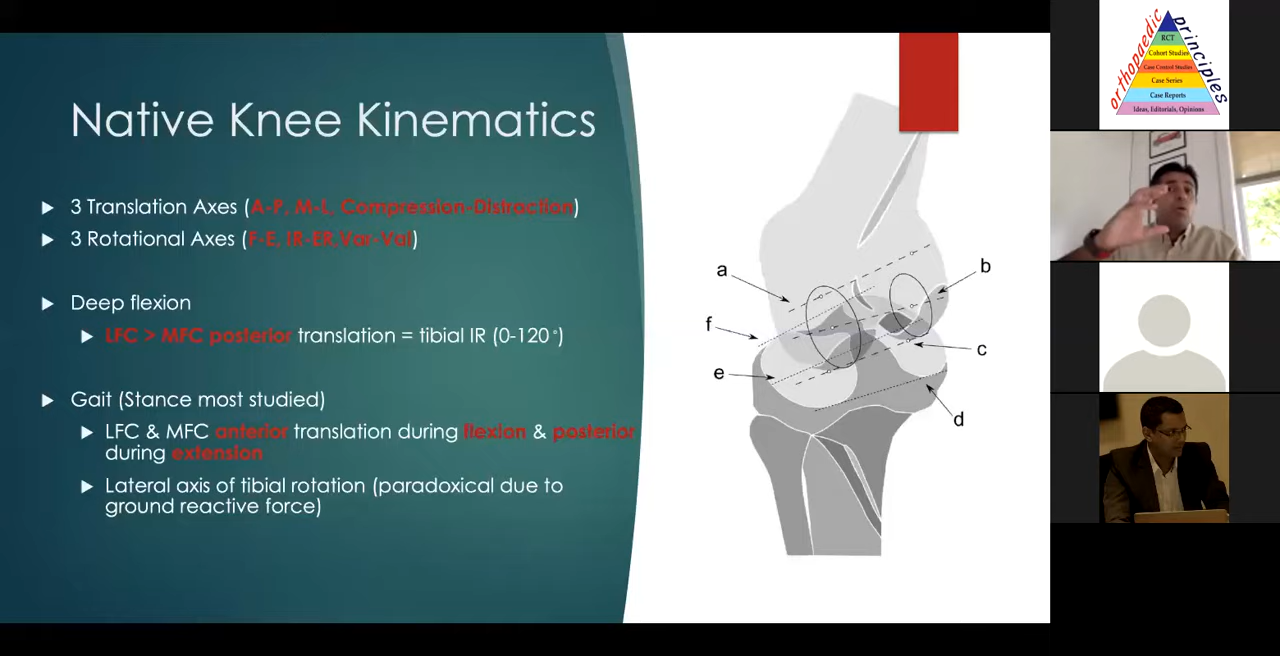 Native Knee Kinematics
3 Translation Axes (A-P, M-L, Compression-Distraction)
3 Rotational Axes (F-E, IR-ER,Var-Val)
Deep flexion
LFC > MFC posterior translation = tibial IR (0-120°)
Gait (Stance most studied)
LFC & MFC anterior translation during flexion & posterior
during extension
Lateral axis of tibial rotation (paradoxical due to
ground reactive force)
a
b
f
c
e
d
orthopaedic
principles
RCT
Cohort Studies
Case Control Studies
Case Series
Case Reports
Ideas, Editorials, Opinions